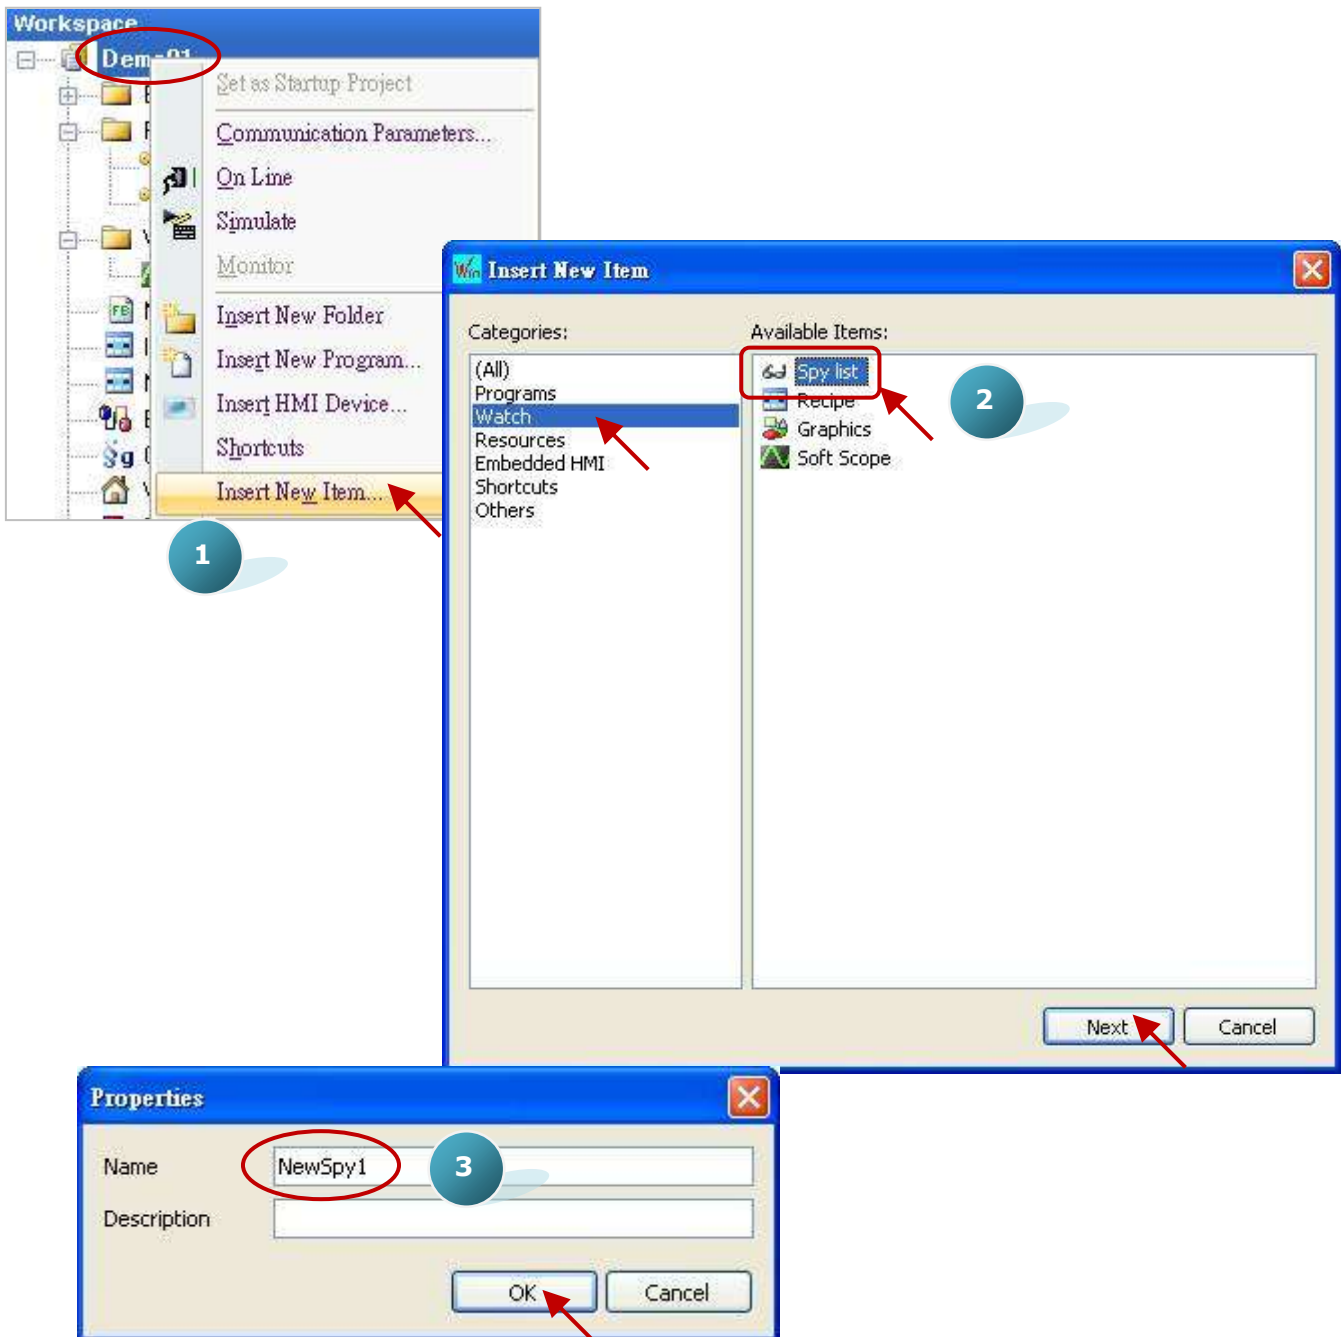 Workspace
Set as Startup Project
Communication Parameters...
On Line
Simulate
Monitor
Insert New Folder
Insert New Program...
Insert HMI Device...
Shortcuts
Insert New Item...
1
Win Insert New Item
Categories:
(All)
Programs
Watch
Resources
Embedded HMI
Shortcuts
Others
Available Items:
Spy list
Recipe
Graphics
Soft Scope
2
Next
Cancel
Properties
Name
NewSpy1
3
Description
OK
Cancel